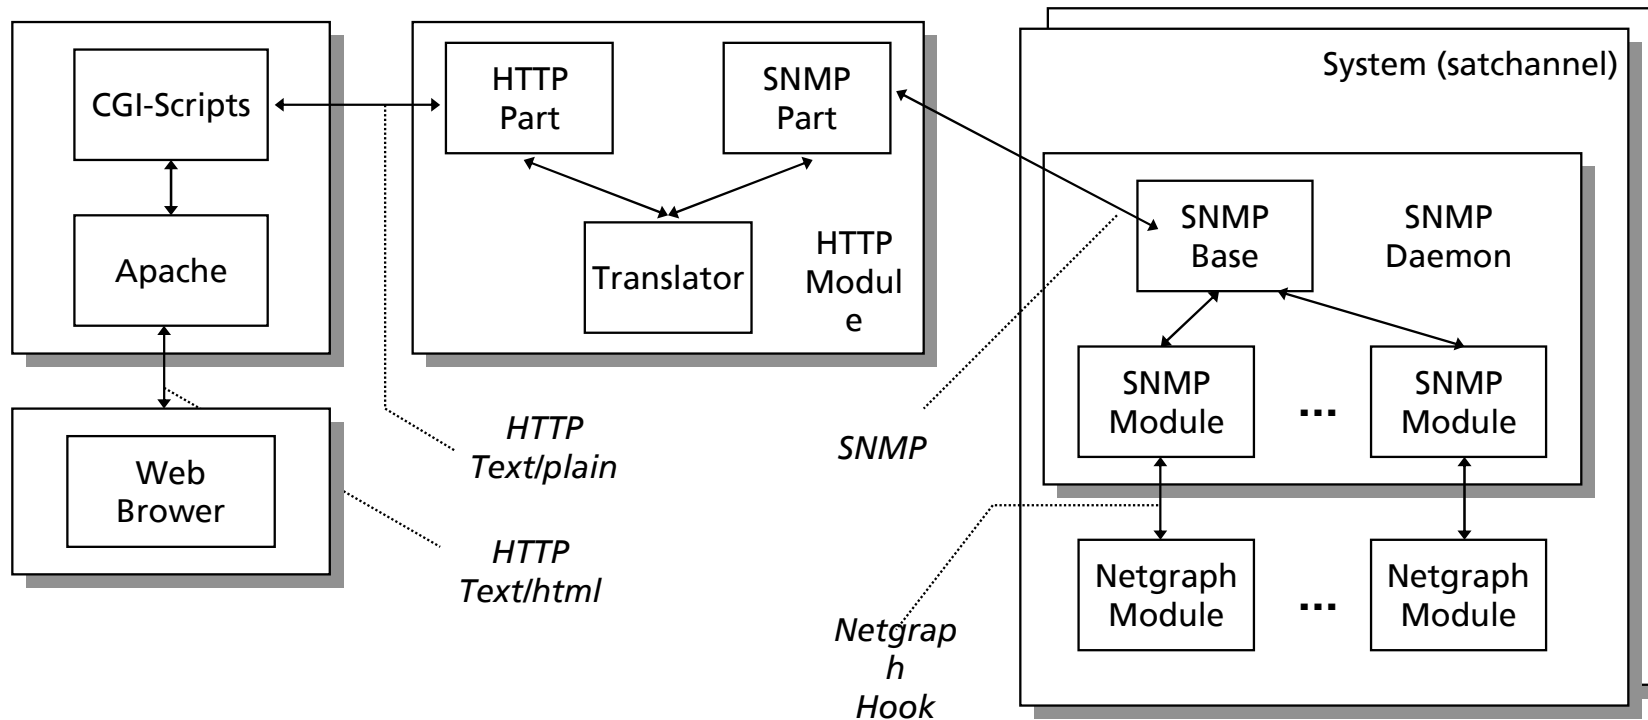 System (satchannel)
CGI-Scripts
HTTP
Part
SNMP
Part
Apache
Translator
HTTP
Modul
e
SNMP
Base
SNMP
Daemon
SNMP
Module
...
SNMP
Module
Web
Brower
HTTP
Text/plain
SNMP
HTTP
Text/html
Netgraph
Module
...
Netgraph
Module
Netgrap
h
Hook